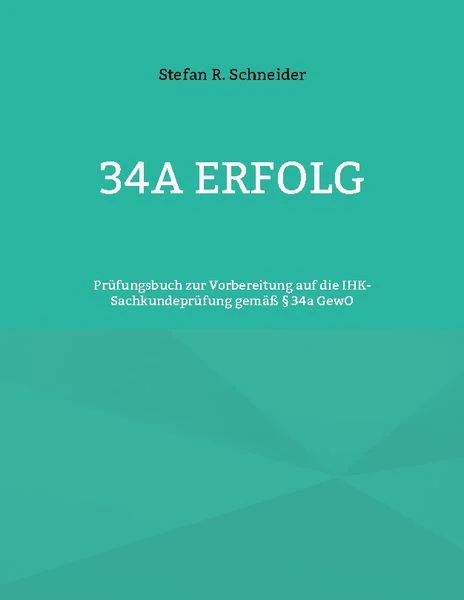 Stefan R. Schneider
34A ERFOLG
Prüfungsbuch zur Vorbereitung auf die IHK-
Sachkundeprüfung gemäß § 34a GewO